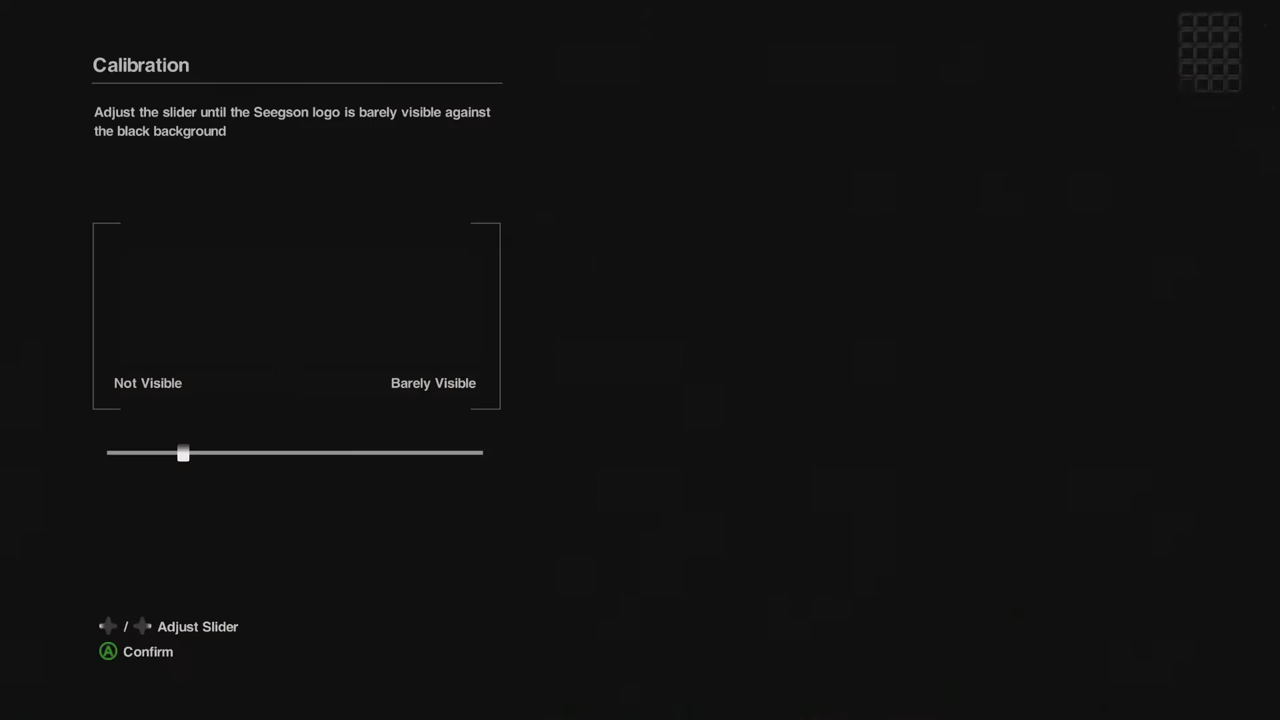 Calibration
Adjust the slider until the Seegson logo is barely visible against
the black background
Not Visible Barely Visible
/ Adjust Slider
A Confirm